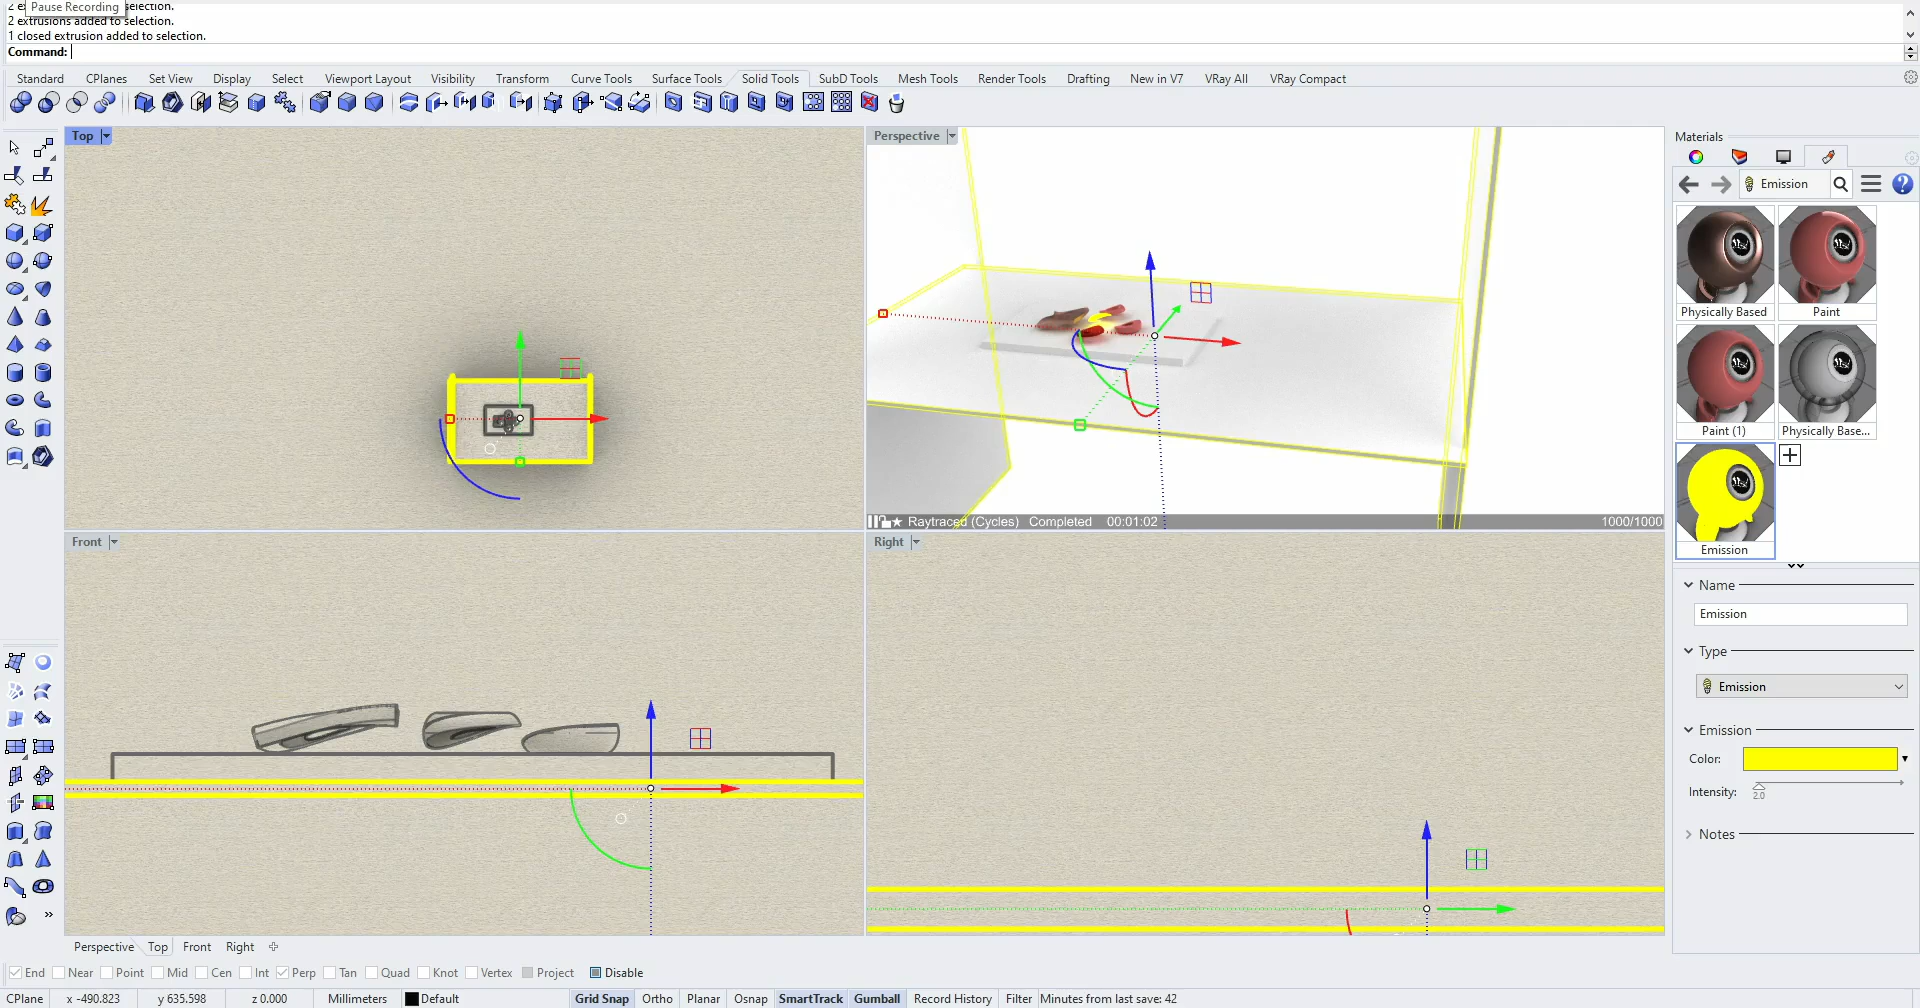 2 ex
selection.
Pause Recording
2 extrusions added to selection.
1 closed extrusion added to selection.
Command:
Standard CPlanes Set View Display Select Viewport Layout Visibility Transform Curve Tools Surface Tools Solid Tools SubD Tools Mesh Tools Render Tools Drafting New in V7 VRay All VRay Compact
Top
Perspective
Materials
Emission
Physically Based Paint
Paint (1) Physically Base...
Emission
Raytraced (Cycles) Completed 00:01:02 1000/1000
Front
Right
Name
Emission
Type
Emission
Emission
Color:
Intensity: 2.0
Notes
Perspective Top Front Right
End Near Point Mid Cen Int Perp Tan Quad Knot Vertex Project Disable
CPlane x -490.823 y 635.598 z 0.000 Millimeters Default Grid Snap Ortho Planar Osnap SmartTrack Gumball Record History Filter Minutes from last save: 42